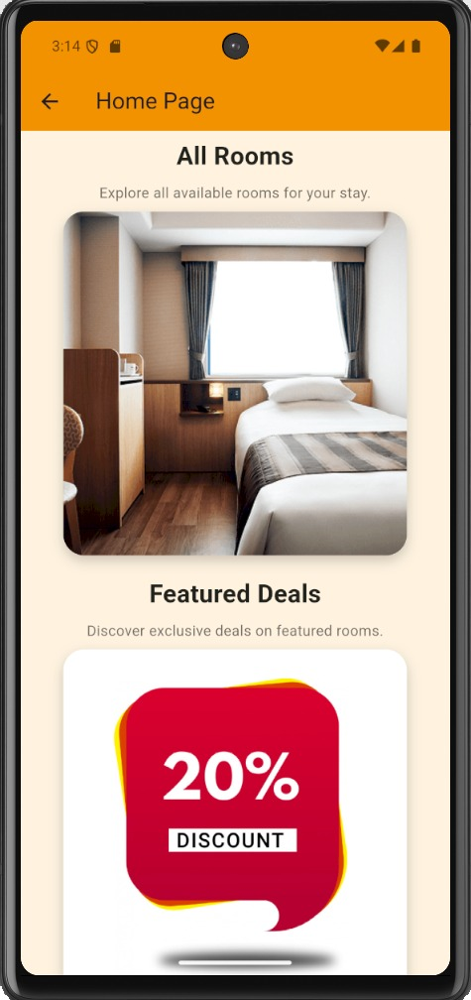 3:14
Home Page
All Rooms
Explore all available rooms for your stay.
Featured Deals
Discover exclusive deals on featured rooms.
20%
DISCOUNT